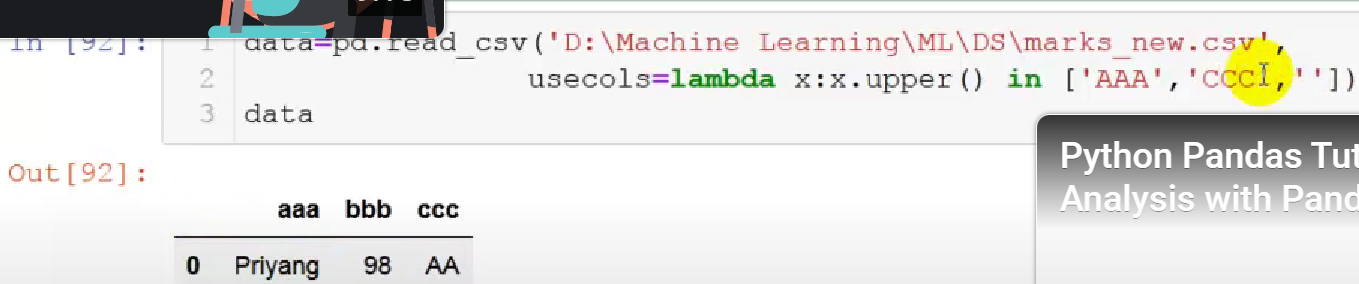 In [92]:
1 data=pd.read_csv('D:\Machine Learning\ML\DS\marks_new.csv',
2 usecols=lambda x:x.upper() in ['AAA','CCC',''])
3 data
Python Pandas Tut
Analysis with Pand
Out[92]:
aaa bbb ccc
0 Priyang 98 AA